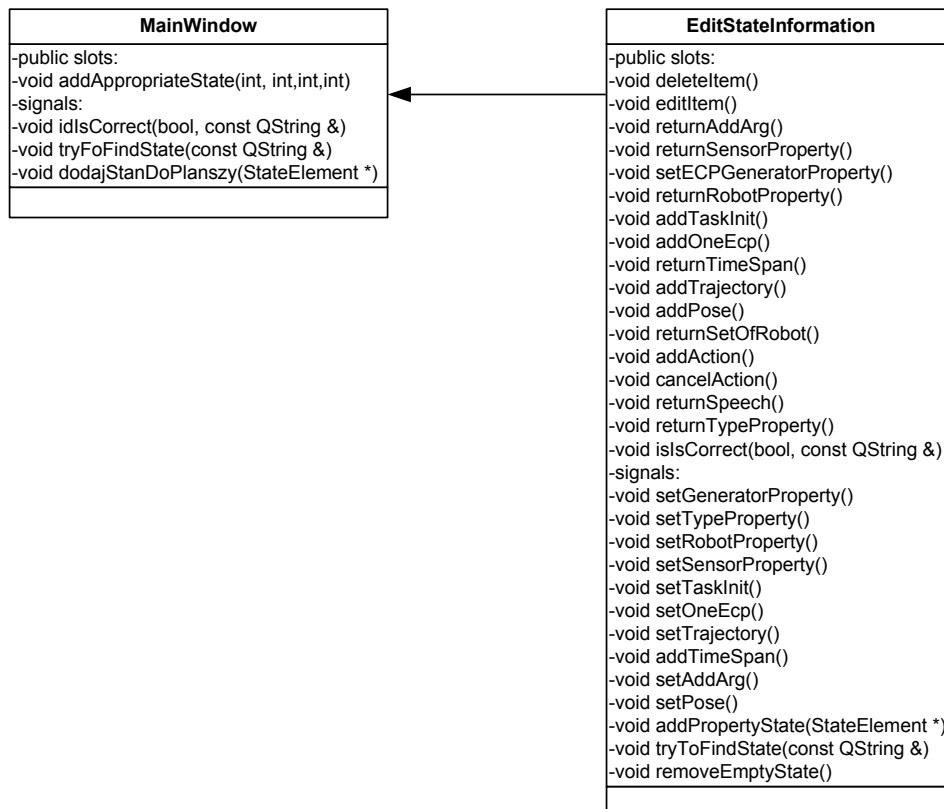 MainWindow
-public slots:
-void addAppropriateState(int, int,int,int)
-signals:
-void idIsCorrect(bool, const QString &)
-void tryFoFindState(const QString &)
-void dodajStanDoPlanszy(StateElement *)
EditStateInformation
-public slots:
-void deleteItem()
-void editItem()
-void returnAddArg()
-void returnSensorProperty()
-void setECPGeneratorProperty()
-void returnRobotProperty()
-void addTaskInit()
-void addOneEcp()
-void returnTimeSpan()
-void addTrajectory()
-void addPose()
-void returnSetOfRobot()
-void addAction()
-void cancelAction()
-void returnSpeech()
-void returnTypeProperty()
-void isIsCorrect(bool, const QString &)
-signals:
-void setGeneratorProperty()
-void setTypeProperty()
-void setRobotProperty()
-void setSensorProperty()
-void setTaskInit()
-void setOneEcp()
-void setTrajectory()
-void addTimeSpan()
-void setAddArg()
-void setPose()
-void addPropertyState(StateElement *)
-void tryToFindState(const QString &)
-void removeEmptyState()